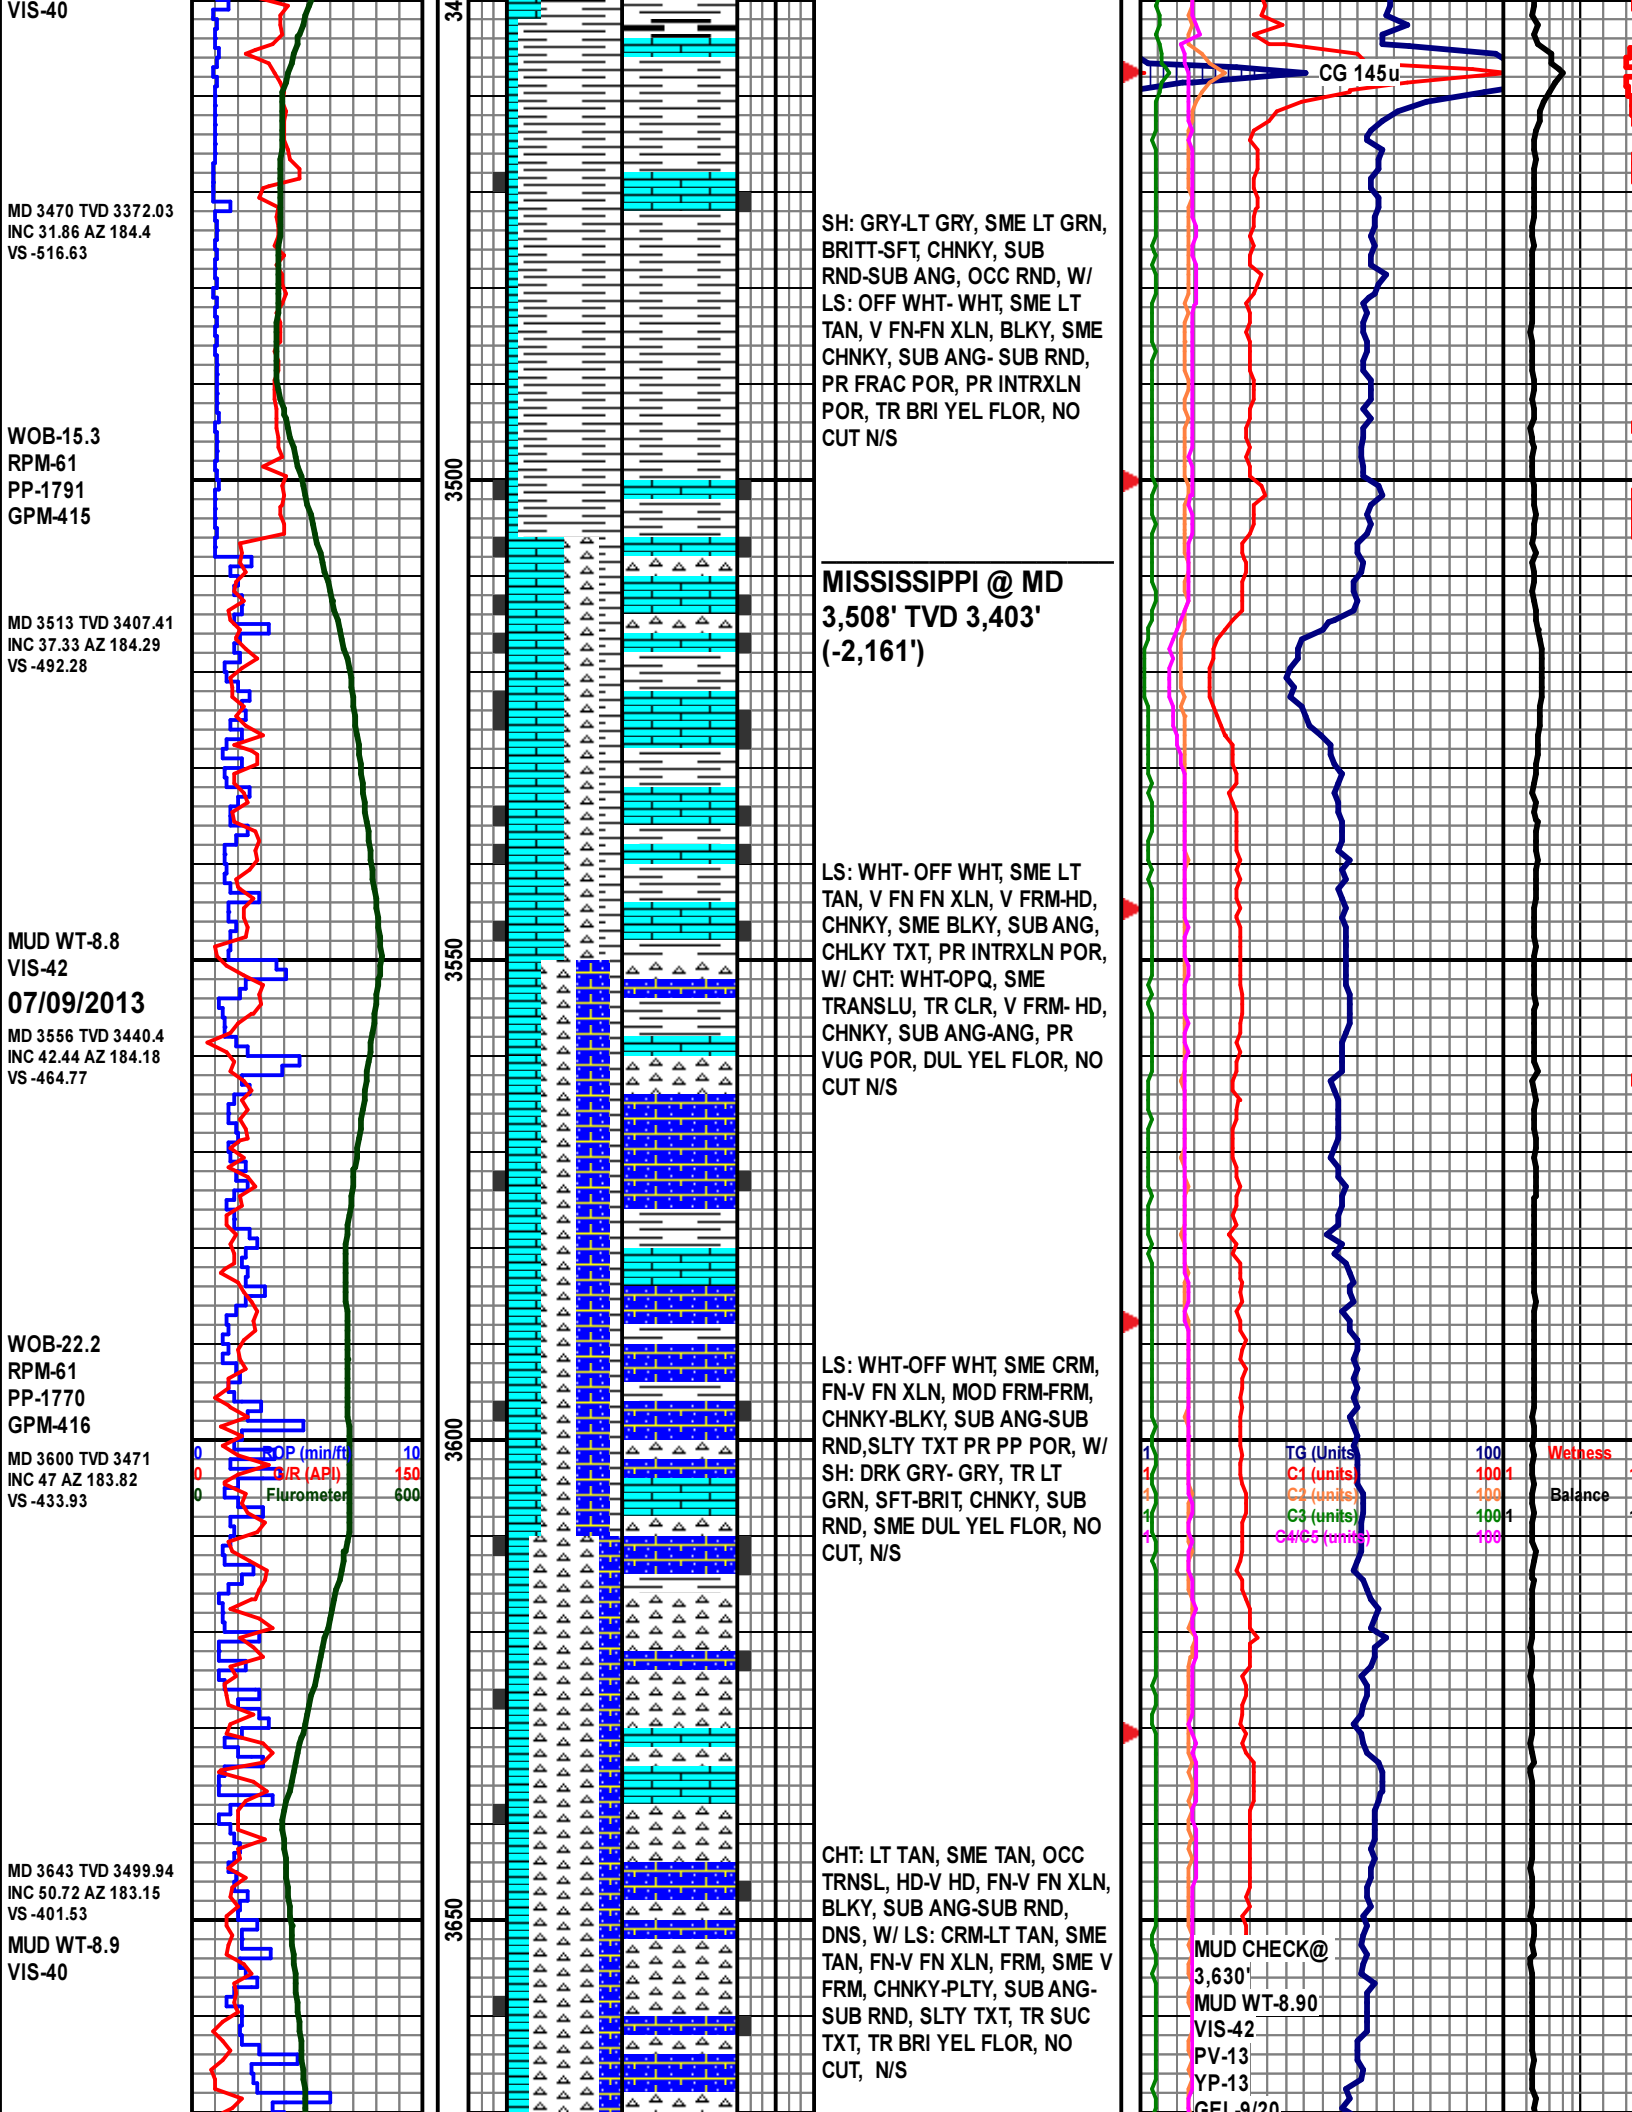 VIS-40
MD 3470 TVD 3372.03
INC 31.86 AZ 184.4
VS -516.63
WOB-15.3
RPM-61
PP-1791
GPM-415
MD 3513 TVD 3407.41
INC 37.33 AZ 184.29
VS -492.28
MUD WT-8.8
VIS-42
07/09/2013
MD 3556 TVD 3440.4
INC 42.44 AZ 184.18
VS -464.77
WOB-22.2
RPM-61
PP-1770
GPM-416
MD 3600 TVD 3471
INC 47 AZ 183.82
VS -433.93
MD 3643 TVD 3499.94
INC 50.72 AZ 183.15
VS -401.53
MUD WT-8.9
VIS-40
0 ROP (min/ft) 10
0 G/R (API) 150
0 Flurometer 600
3500
3550
3600
3650
SH: GRY-LT GRY, SME LT GRN,
BRITT-SFT, CHNKY, SUB
RND-SUB ANG, OCC RND, W/
LS: OFF WHT- WHT, SME LT
TAN, V FN-FN XLN, BLKY, SME
CHNKY, SUB ANG- SUB RND,
PR FRAC POR, PR INTRXLN
POR, TR BRI YEL FLOR, NO
CUT N/S
MISSISSIPPI @ MD
3,508' TVD 3,403'
(-2,161')
LS: WHT- OFF WHT, SME LT
TAN, V FN FN XLN, V FRM-HD,
CHNKY, SME BLKY, SUB ANG,
CHLKY TXT, PR INTRXLN POR,
W/ CHT: WHT-OPQ, SME
TRANSLU, TR CLR, V FRM- HD,
CHNKY, SUB ANG-ANG, PR
VUG POR, DUL YEL FLOR, NO
CUT N/S
LS: WHT-OFF WHT, SME CRM,
FN-V FN XLN, MOD FRM-FRM,
CHNKY-BLKY, SUB ANG-SUB
RND,SLTY TXT PR PP POR, W/
SH: DRK GRY- GRY, TR LT
GRN, SFT-BRIT, CHNKY, SUB
RND, SME DUL YEL FLOR, NO
CUT, N/S
CHT: LT TAN, SME TAN, OCC
TRNSL, HD-V HD, FN-V FN XLN,
BLKY, SUB ANG-SUB RND,
DNS, W/ LS: CRM-LT TAN, SME
TAN, FN-V FN XLN, FRM, SME V
FRM, CHNKY-PLTY, SUB ANG-
SUB RND, SLTY TXT, TR SUC
TXT, TR BRI YEL FLOR, NO
CUT, N/S
CG 145u
1 TG (Units) 100 Wetness
1 C1 (units) 100 1
1 C2 (units) 100 Balance
1 C3 (units) 100 1
1 C4/C5 (units) 100
MUD CHECK@
3,630'
MUD WT-8.90
VIS-42
PV-13
YP-13
GEL-9/20